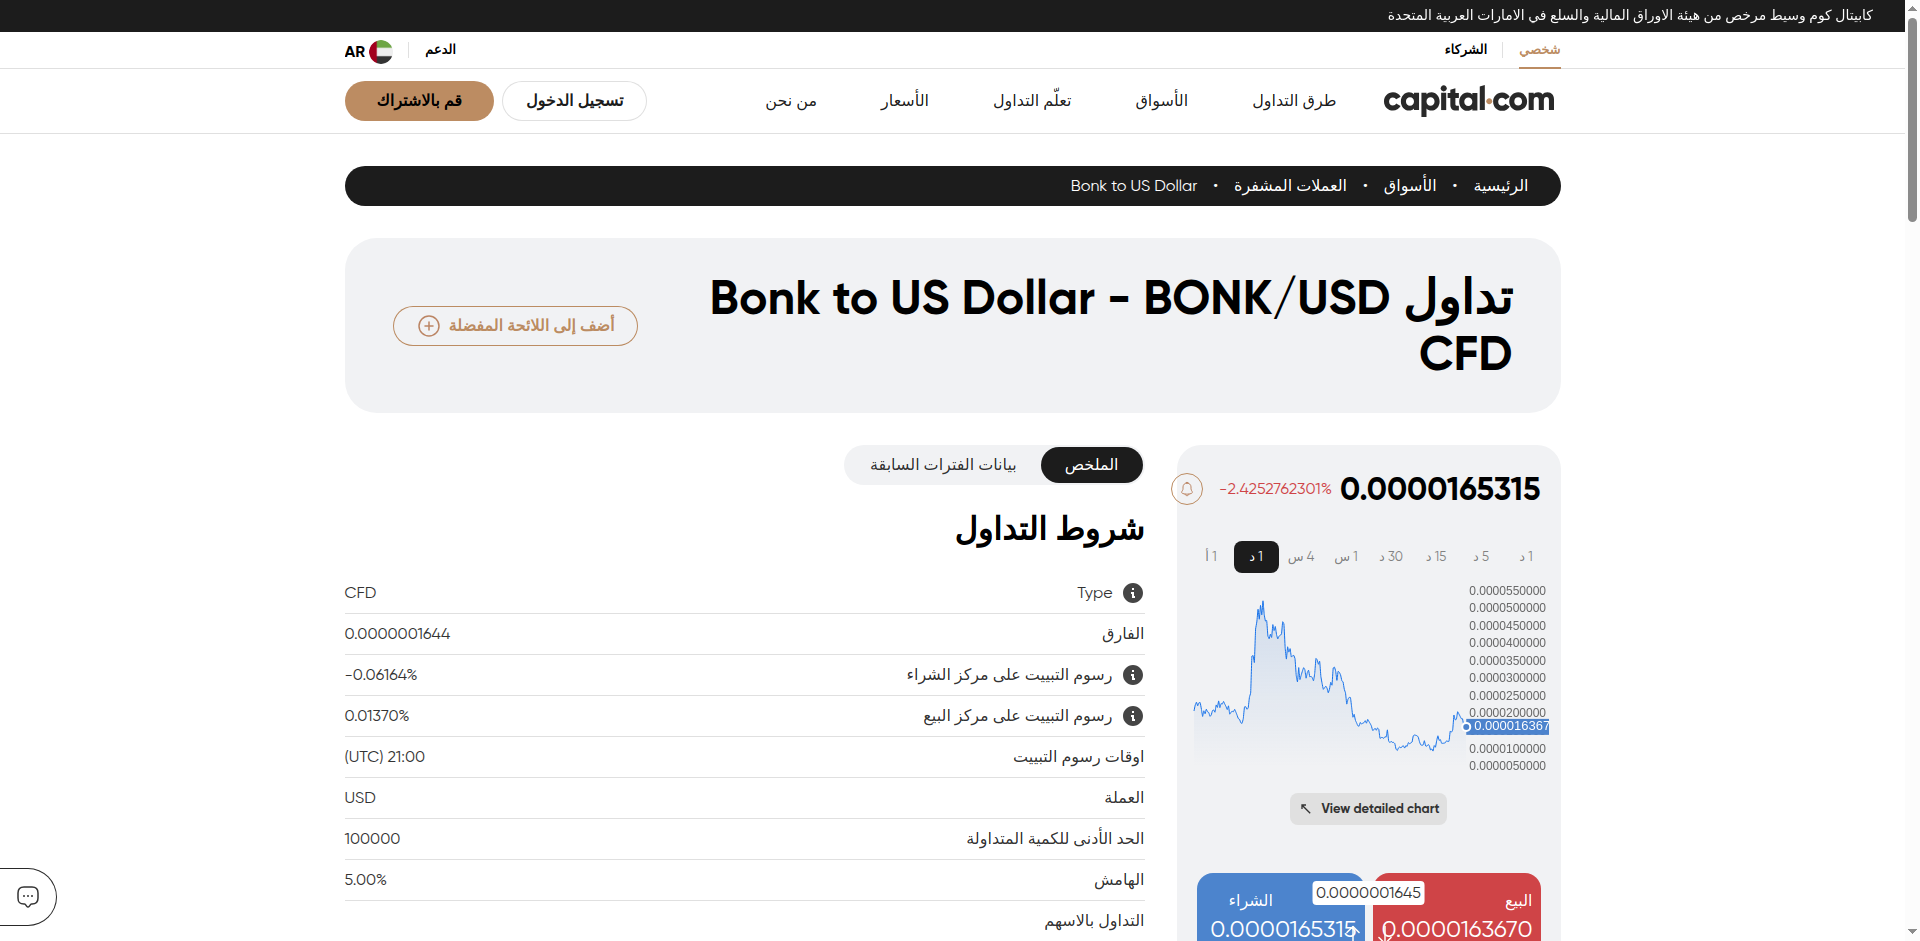 كابيتال كوم وسيط مرخص من هيئة الاوراق المالية والسلع في الامارات العربية المتحدة
شخصي
الشركاء
الدعم
AR
capital.com
طرق التداول
الأسواق
تعلّم التداول
الأسعار
من نحن
تسجيل الدخول
قم بالاشتراك
الرئيسية • الأسواق • العملات المشفرة • Bonk to US Dollar
تداول Bonk to US Dollar - BONK/USD
CFD
أضف إلى اللائحة المفضلة
0.0000165315
-2.4252762301%
1 د
5 د
15 د
30 د
1 س
4 س
1 د
1 أ
0.0000550000
0.0000500000
0.0000450000
0.0000400000
0.0000350000
0.0000300000
0.0000250000
0.0000200000
0.000016367
0.0000100000
0.0000050000
View detailed chart
البيع
0.0000163670
0.0000001645
الشراء
0.0000165315
الملخص
بيانات الفترات السابقة
شروط التداول
Type
CFD
الفارق
0.0000001644
رسوم التبييت على مركز الشراء
-0.06164%
رسوم التبييت على مركز البيع
0.01370%
اوقات رسوم التبييت
21:00 (UTC)
العملة
USD
الحد الأدنى للكمية المتداولة
100000
الهامش
5.00%
التداول بالاسهم